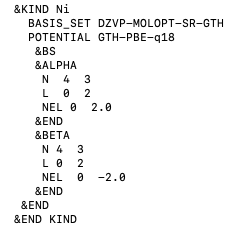 &KIND Ni
BASIS_SET DZVP-MOLOPT-SR-GTH
POTENTIAL GTH-PBE-q18
&BS
&ALPHA
N 4 3
L 0 2
NEL 0 2.0
&END
&BETA
N 4 3
L 0 2
NEL 0 -2.0
&END
&END
&END KIND